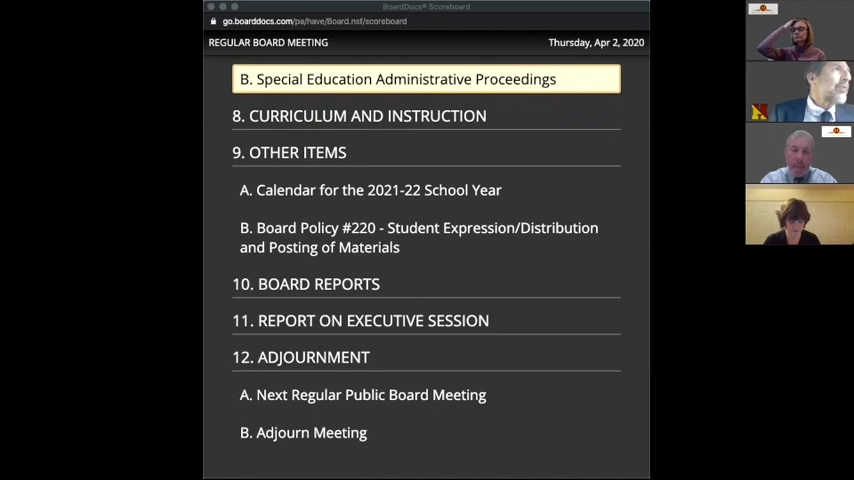 BoardDocs® Scoreboard
go.boarddocs.com/pa/have/Board.nsf/scoreboard
REGULAR BOARD MEETING
Thursday, Apr 2, 2020
B. Special Education Administrative Proceedings
8. CURRICULUM AND INSTRUCTION
9. OTHER ITEMS
A. Calendar for the 2021-22 School Year
B. Board Policy #220 - Student Expression/Distribution
and Posting of Materials
10. BOARD REPORTS
11. REPORT ON EXECUTIVE SESSION
12. ADJOURNMENT
A. Next Regular Public Board Meeting
B. Adjourn Meeting